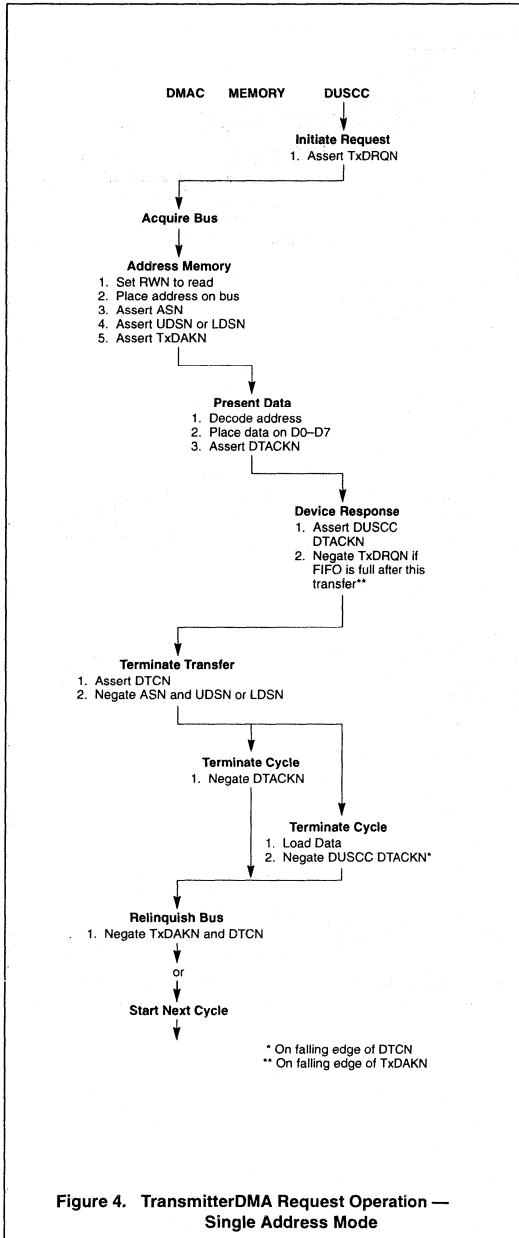 DMAC MEMORY DUSCC
Initiate Request
1. Assert TxDRQN
Acquire Bus
Address Memory
1. Set RWN to read
2. Place address on bus
3. Assert ASN
4. Assert UDSN or LDSN
5. Assert TxDAKN
Present Data
1. Decode address
2. Place data on D0–D7
3. Assert DTACKN
Device Response
1. Assert DUSCC
DTACKN
2. Negate TxDRQN if
FIFO is full after this
transfer**
Terminate Transfer
1. Assert DTCN
2. Negate ASN and UDSN or LDSN
Terminate Cycle
1. Negate DTACKN
Terminate Cycle
1. Load Data
2. Negate DUSCC DTACKN*
Relinquish Bus
1. Negate TxDAKN and DTCN
or
Start Next Cycle
* On falling edge of DTCN
** On falling edge of TxDAKN
Figure 4. TransmitterDMA Request Operation —
Single Address Mode